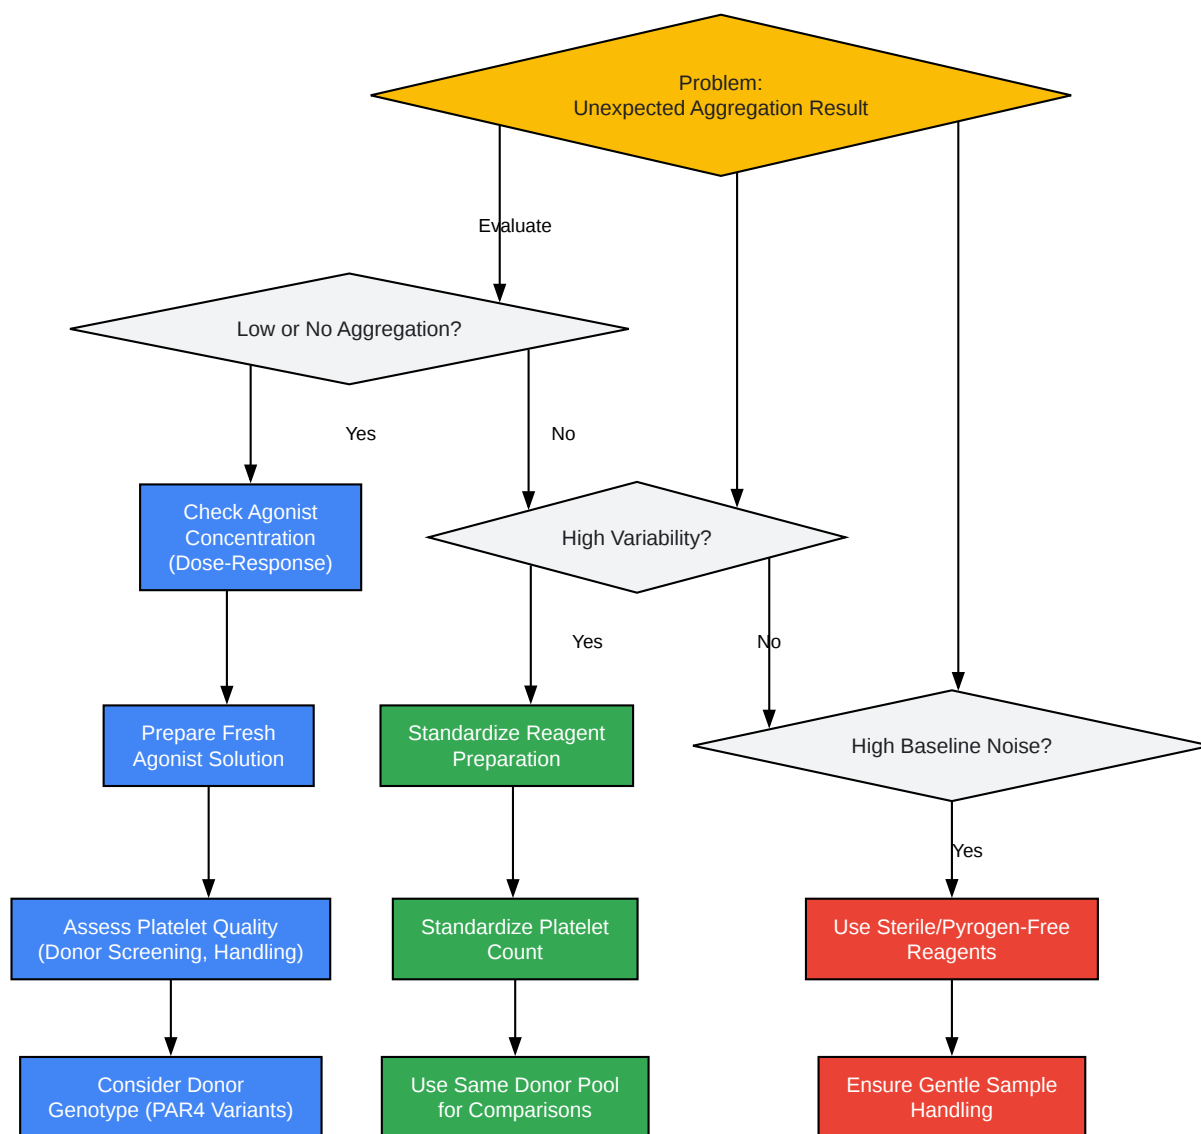 Problem:
Unexpected Aggregation Result
Evaluate
Low or No Aggregation?
Yes
No
Check Agonist
Concentration
(Dose-Response)
High Variability?
Yes
No
Prepare Fresh
Agonist Solution
Standardize Reagent
Preparation
High Baseline Noise?
Yes
Assess Platelet Quality
(Donor Screening, Handling)
Standardize Platelet
Count
Use Sterile/Pyrogen-Free
Reagents
Consider Donor
Genotype (PAR4 Variants)
Use Same Donor Pool
for Comparisons
Ensure Gentle Sample
Handling